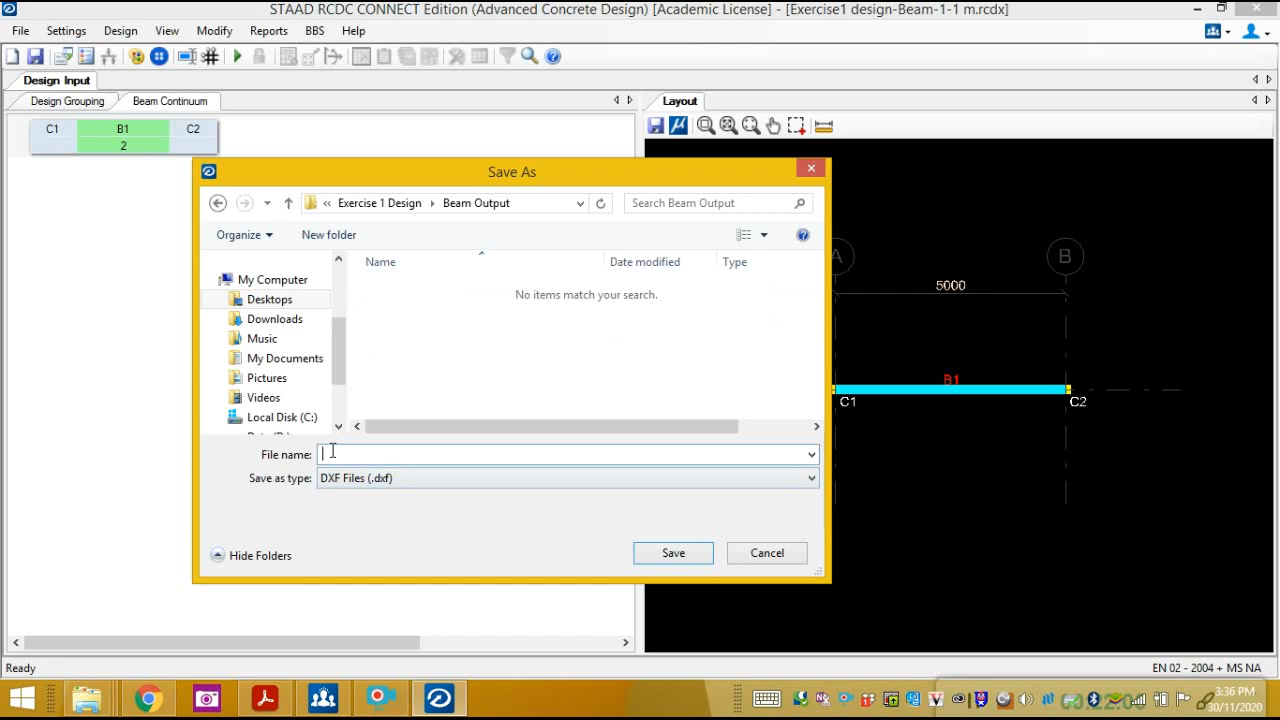 STAAD RCDC CONNECT Edition (Advanced Concrete Design) [Academic License] - [Exercise1 design-Beam-1-1 m.rcdx]
File Settings Design View Modify Reports BBS Help
Design Input
Design Grouping Beam Continuum
C1 B1 C2
2
Layout
Save As
Exercise 1 Design Beam Output
Search Beam Output
Organize New folder
Name Date modified Type
No items match your search.
My Computer
Desktops
Downloads
Music
My Documents
Pictures
Videos
Local Disk (C:)
File name:
Save as type: DXF Files (.dxf)
Hide Folders
Save Cancel
A B
5000
B1
C1 C2
Ready
EN 02 - 2004 + MS NA
3:36 PM
30/11/2020